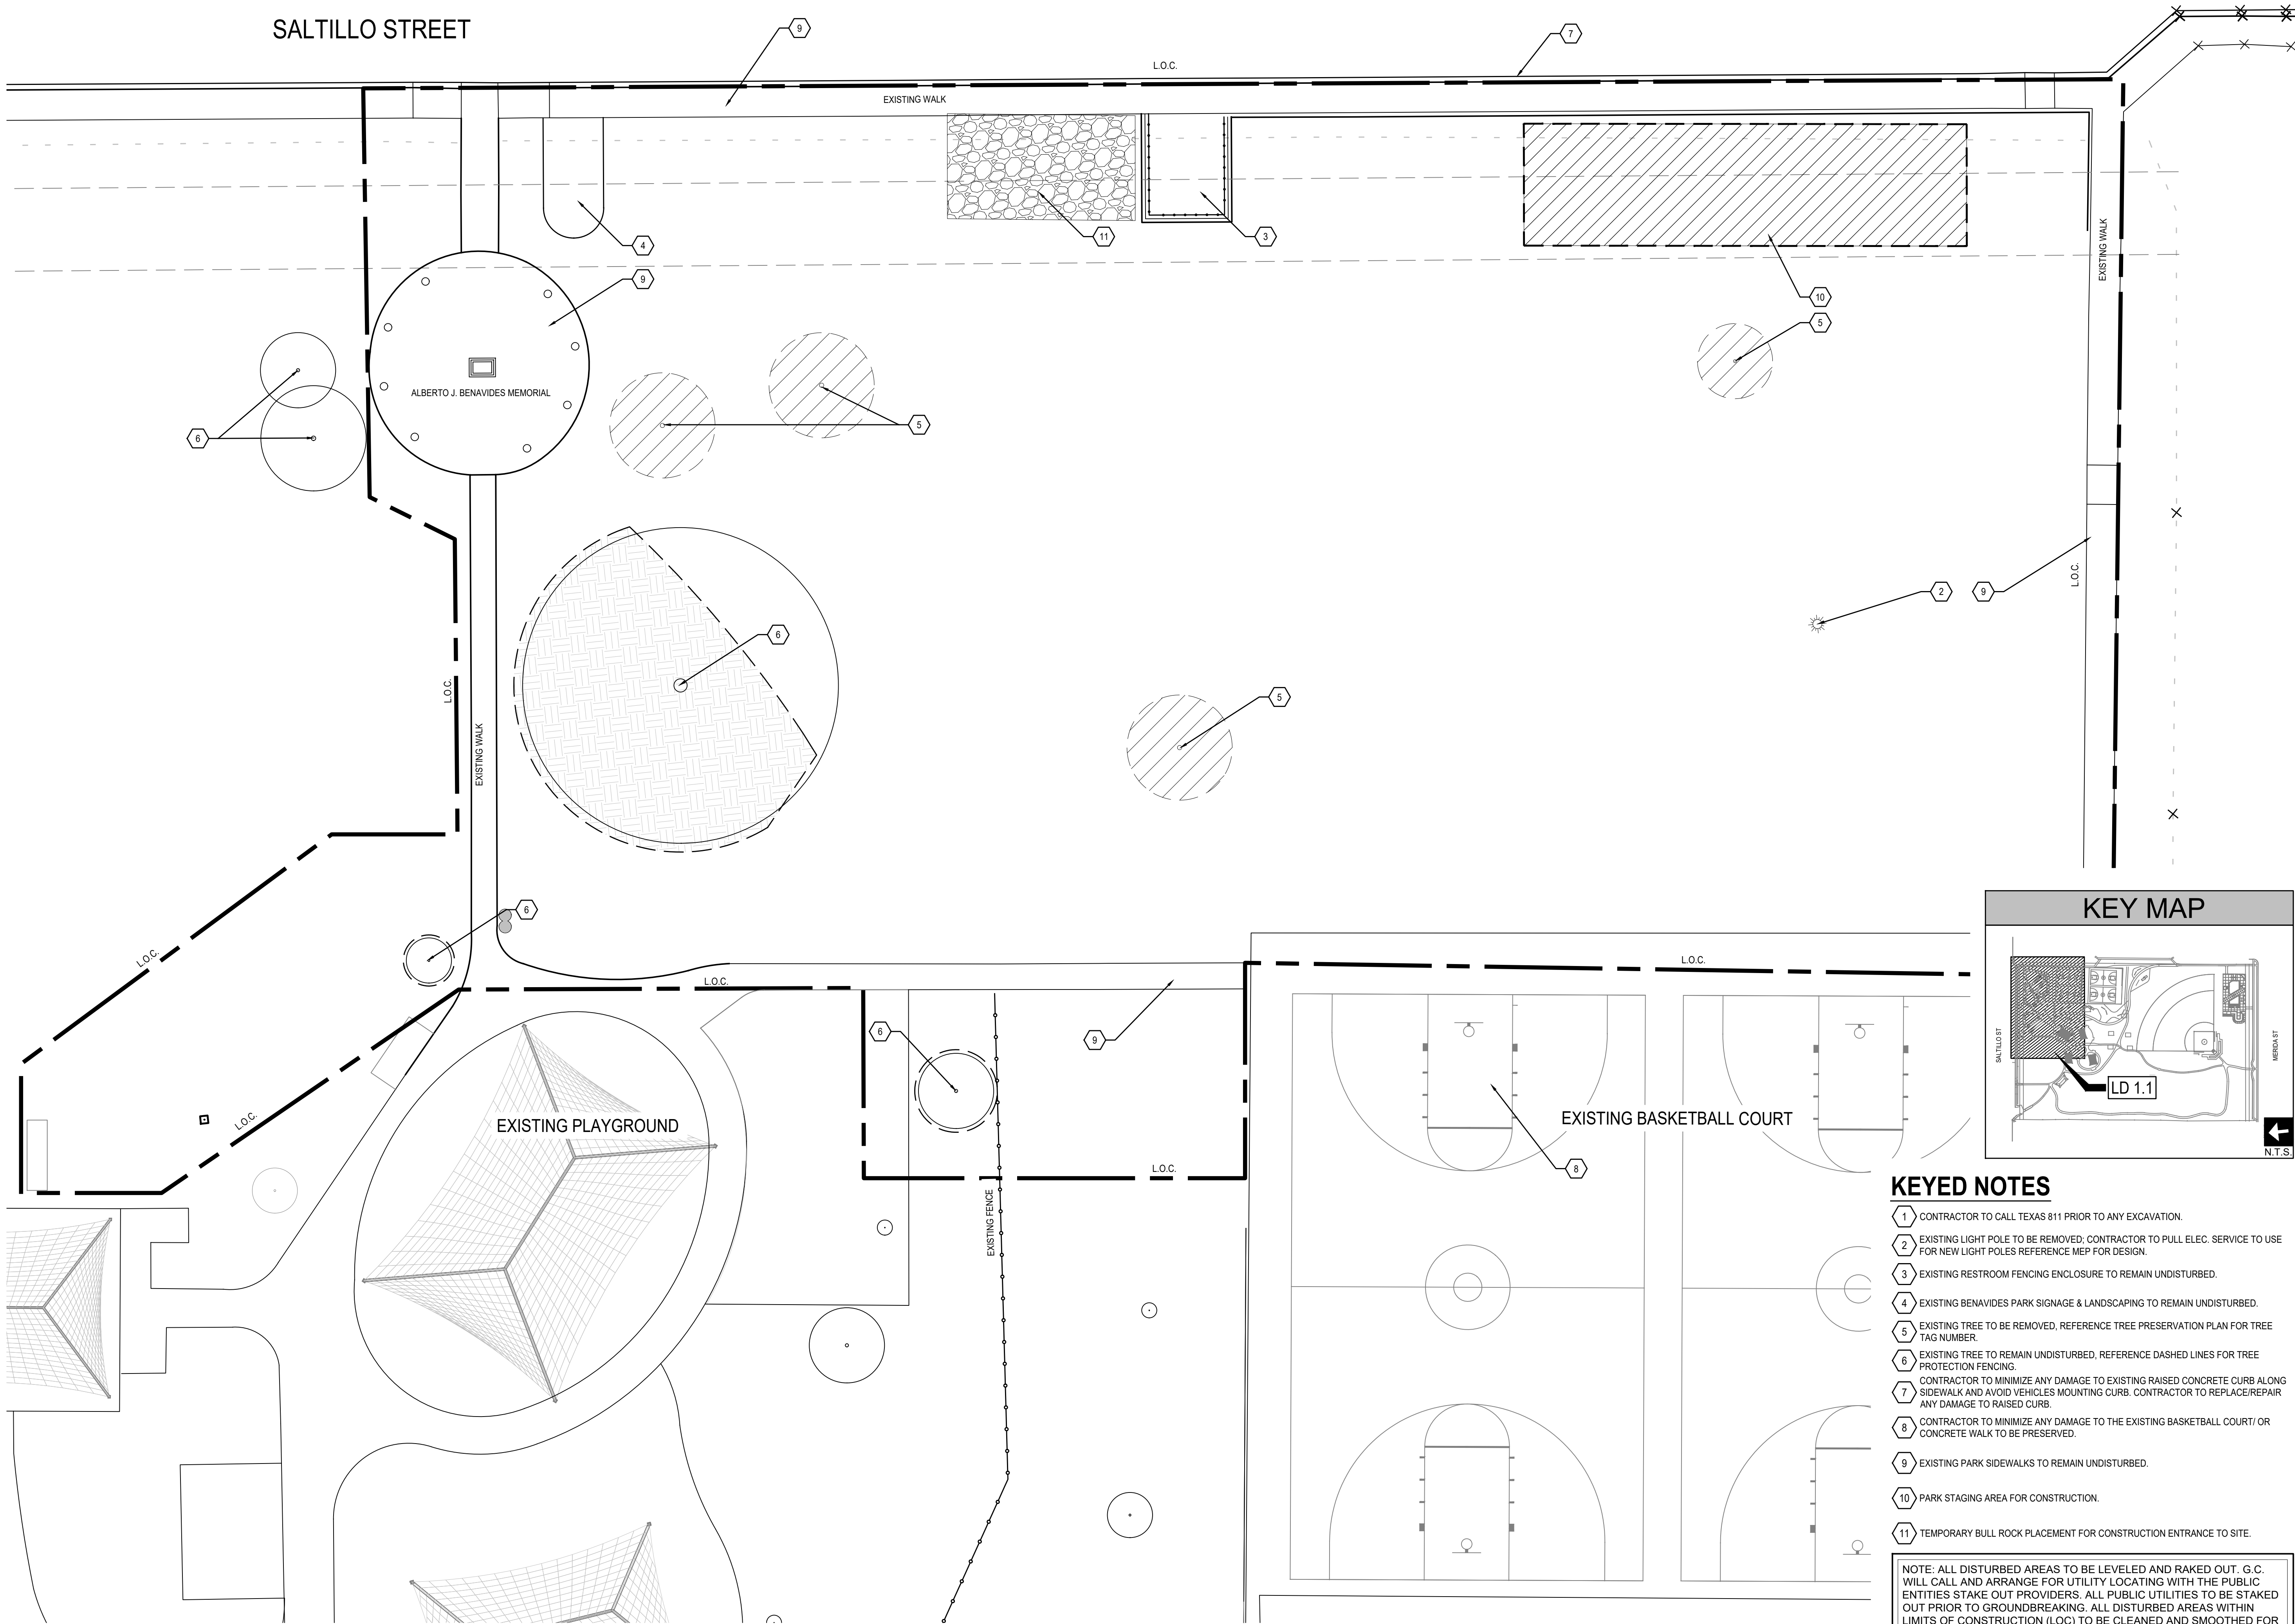 SALTILLO STREET
9
7
L.O.C.
EXISTING WALK
4
11
3
9
10
5
EXISTING WALK
ALBERTO J. BENAVIDES MEMORIAL
6
5
2
9
L.O.C.
6
L.O.C.
5
EXISTING WALK
6
L.O.C.
L.O.C.
L.O.C.
L.O.C.
6
9
EXISTING PLAYGROUND
L.O.C.
EXISTING FENCE
EXISTING BASKETBALL COURT
8
KEY MAP
SALTILLO ST
MERIDA ST
LD 1.1
N.T.S.
KEYED NOTES
1 CONTRACTOR TO CALL TEXAS 811 PRIOR TO ANY EXCAVATION.
2 EXISTING LIGHT POLE TO BE REMOVED; CONTRACTOR TO PULL ELEC. SERVICE TO USE
FOR NEW LIGHT POLES REFERENCE MEP FOR DESIGN.
3 EXISTING RESTROOM FENCING ENCLOSURE TO REMAIN UNDISTURBED.
4 EXISTING BENAVIDES PARK SIGNAGE & LANDSCAPING TO REMAIN UNDISTURBED.
5 EXISTING TREE TO BE REMOVED, REFERENCE TREE PRESERVATION PLAN FOR TREE
TAG NUMBER.
6 EXISTING TREE TO REMAIN UNDISTURBED, REFERENCE DASHED LINES FOR TREE
PROTECTION FENCING.
7 CONTRACTOR TO MINIMIZE ANY DAMAGE TO EXISTING RAISED CONCRETE CURB ALONG
SIDEWALK AND AVOID VEHICLES MOUNTING CURB. CONTRACTOR TO REPLACE/REPAIR
ANY DAMAGE TO RAISED CURB.
8 CONTRACTOR TO MINIMIZE ANY DAMAGE TO THE EXISTING BASKETBALL COURT/ OR
CONCRETE WALK TO BE PRESERVED.
9 EXISTING PARK SIDEWALKS TO REMAIN UNDISTURBED.
10 PARK STAGING AREA FOR CONSTRUCTION.
11 TEMPORARY BULL ROCK PLACEMENT FOR CONSTRUCTION ENTRANCE TO SITE.
NOTE: ALL DISTURBED AREAS TO BE LEVELED AND RAKED OUT. G.C.
WILL CALL AND ARRANGE FOR UTILITY LOCATING WITH THE PUBLIC
ENTITIES STAKE OUT PROVIDERS. ALL PUBLIC UTILITIES TO BE STAKED
OUT PRIOR TO GROUNDBREAKING. ALL DISTURBED AREAS WITHIN
LIMITS OF CONSTRUCTION (LOC) TO BE CLEANED AND SMOOTHED FOR